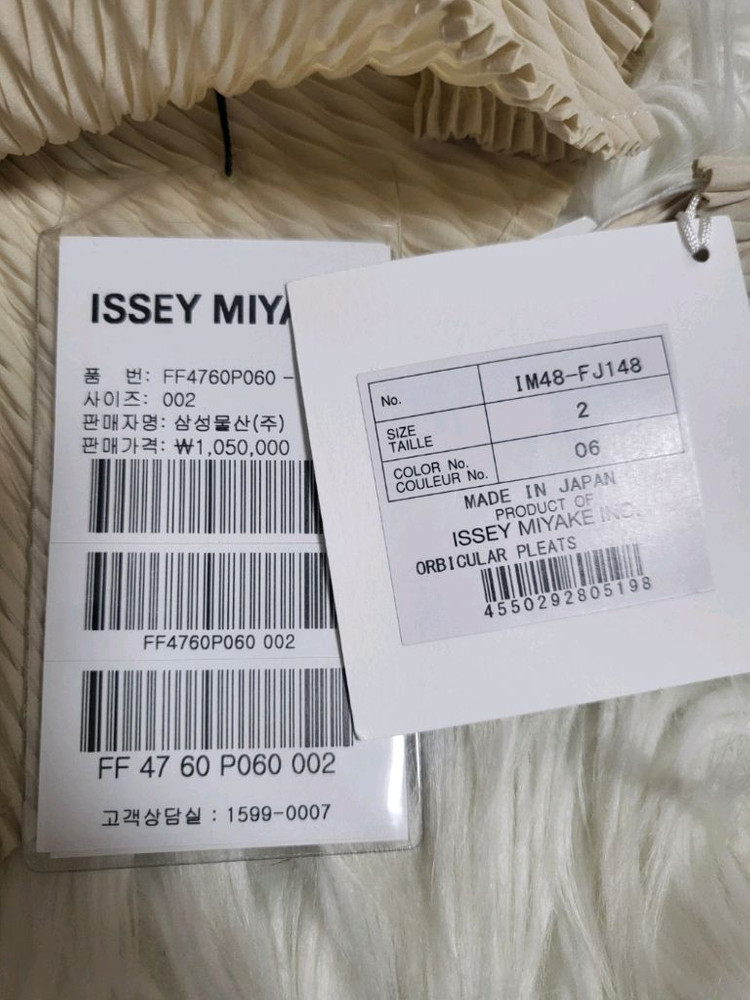 ISSEY
품 번: FF4760P060 -
사이즈: 002
판매자명: 삼성물산(주)
판매가격: ₩1,050,000
FF4760P060 002
FF 47 60 P060 002
고객상담실 : 1599-0007
No. IM48-FJ148
SIZE
TAILLE 2
COLOR No.
COULEUR No. 06
MADE IN JAPAN
PRODUCT OF
ISSEY MIYAKE INC.
ORBICULAR PLEATS
4550292805198